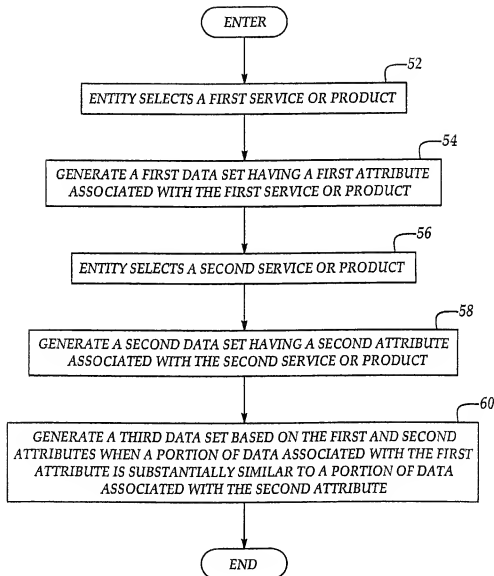 ENTER
52
ENTITY SELECTS A FIRST SERVICE OR PRODUCT
54
GENERATE A FIRST DATA SET HAVING A FIRST ATTRIBUTE
ASSOCIATED WITH THE FIRST SERVICE OR PRODUCT
56
ENTITY SELECTS A SECOND SERVICE OR PRODUCT
58
GENERATE A SECOND DATA SET HAVING A SECOND ATTRIBUTE
ASSOCIATED WITH THE SECOND SERVICE OR PRODUCT
60
GENERATE A THIRD DATA SET BASED ON THE FIRST AND SECOND
ATTRIBUTES WHEN A PORTION OF DATA ASSOCIATED WITH THE FIRST
ATTRIBUTE IS SUBSTANTIALLY SIMILAR TO A PORTION OF DATA
ASSOCIATED WITH THE SECOND ATTRIBUTE
END